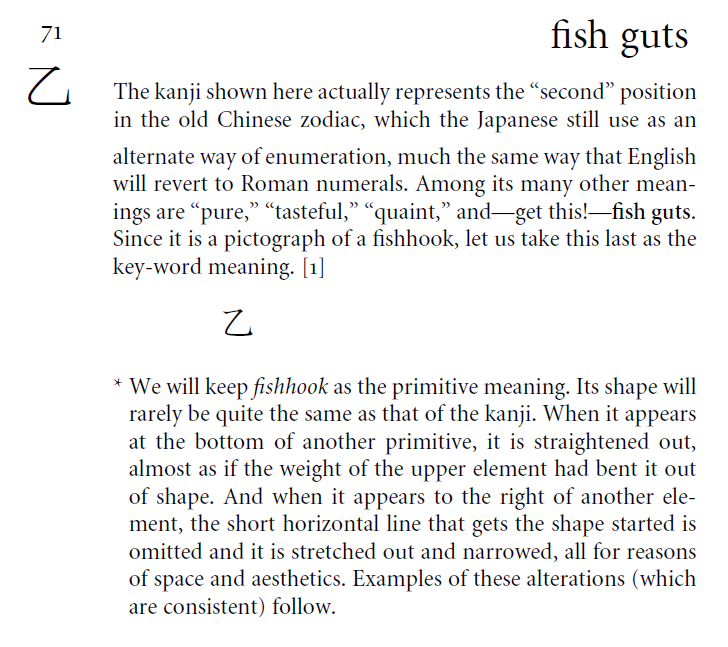 71
fish guts
乙
The kanji shown here actually represents the “second” position
in the old Chinese zodiac, which the Japanese still use as an
alternate way of enumeration, much the same way that English
will revert to Roman numerals. Among its many other mean-
ings are “pure,” “tasteful,” “quaint,” and—get this!—fish guts.
Since it is a pictograph of a fishhook, let us take this last as the
key-word meaning. [1]
乙
* We will keep fishhook as the primitive meaning. Its shape will
rarely be quite the same as that of the kanji. When it appears
at the bottom of another primitive, it is straightened out,
almost as if the weight of the upper element had bent it out
of shape. And when it appears to the right of another ele-
ment, the short horizontal line that gets the shape started is
omitted and it is stretched out and narrowed, all for reasons
of space and aesthetics. Examples of these alterations (which
are consistent) follow.